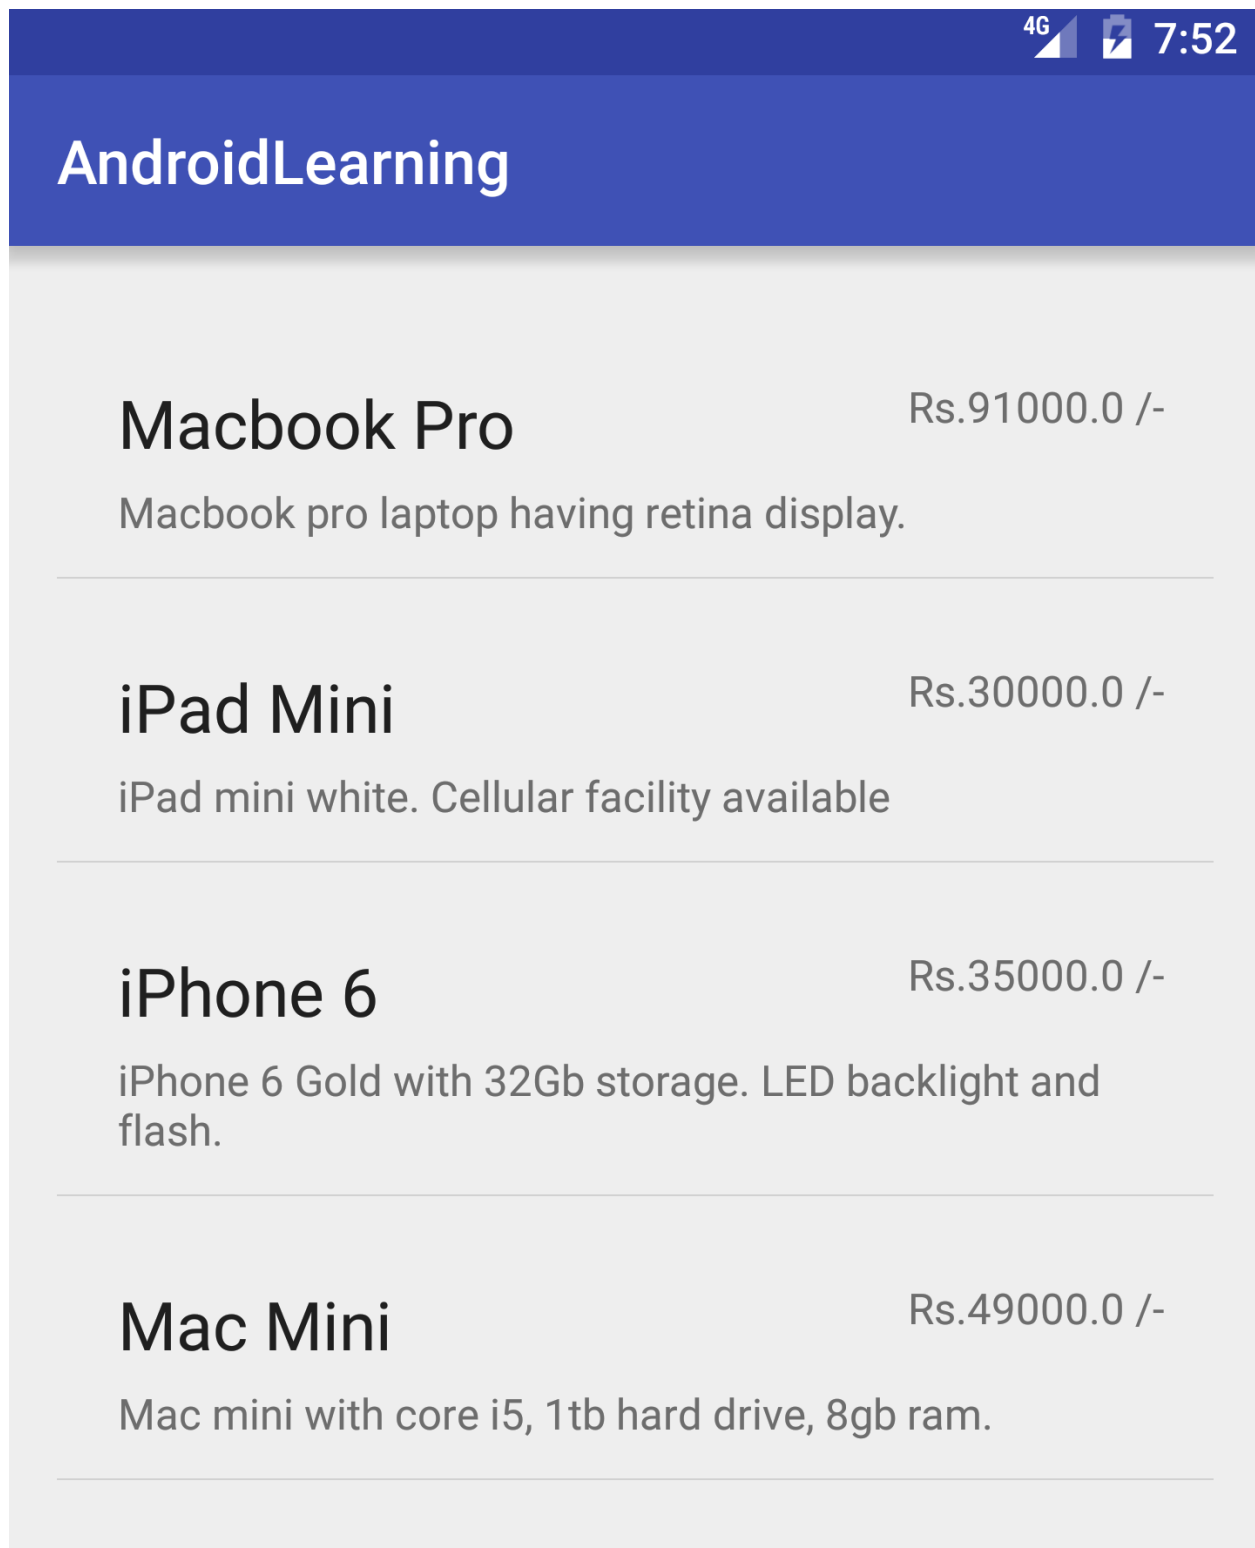 4G 7:52
AndroidLearning
Macbook Pro Rs.91000.0 /-
Macbook pro laptop having retina display.
iPad Mini Rs.30000.0 /-
iPad mini white. Cellular facility available
iPhone 6 Rs.35000.0 /-
iPhone 6 Gold with 32Gb storage. LED backlight and
flash.
Mac Mini Rs.49000.0 /-
Mac mini with core i5, 1tb hard drive, 8gb ram.